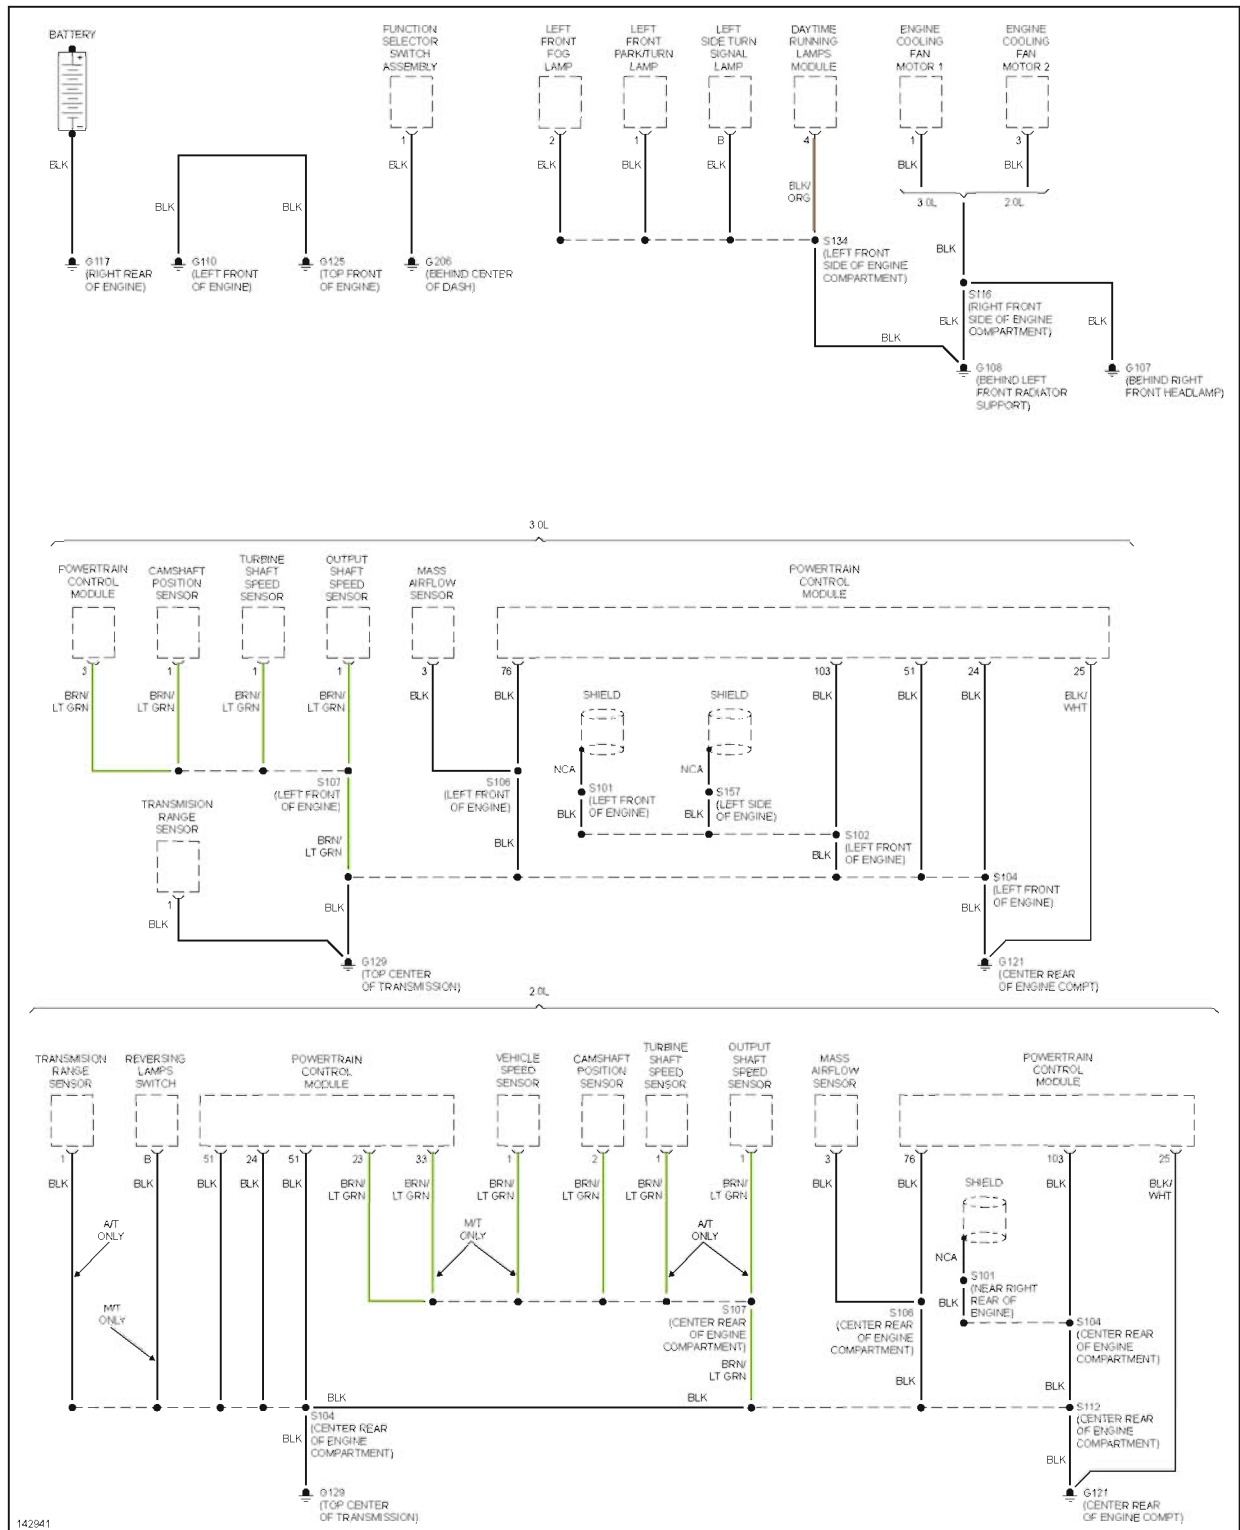 BATTERY
+
-
BLK
G117
(RIGHT REAR
OF ENGINE)
BLK
BLK
G110
(LEFT FRONT
OF ENGINE)
G125
(TOP FRONT
OF ENGINE)
FUNCTION
SELECTOR
SWITCH
ASSEMBLY
1
BLK
G206
(BEHIND CENTER
OF DASH)
LEFT
FRONT
FOG
LAMP
2
BLK
LEFT
FRONT
PARK/TURN
LAMP
1
BLK
LEFT
SIDE TURN
SIGNAL
LAMP
B
BLK
DAYTIME
RUNNING
LAMPS
MODULE
4
BLK/
ORG
S134
(LEFT FRONT
SIDE OF ENGINE
COMPARTMENT)
BLK
ENGINE
COOLING
FAN
MOTOR 1
1
BLK
ENGINE
COOLING
FAN
MOTOR 2
3
BLK
3.0L
2.0L
BLK
S116
(RIGHT FRONT
SIDE OF ENGINE
COMPARTMENT)
BLK
BLK
G108
(BEHIND LEFT
FRONT RADIATOR
SUPPORT)
G107
(BEHIND RIGHT
FRONT HEADLAMP)
3.0L
POWERTRAIN
CONTROL
MODULE
3
BRN/
LT GRN
CAMSHAFT
POSITION
SENSOR
1
BRN/
LT GRN
TURBINE
SHAFT
SPEED
SENSOR
1
BRN/
LT GRN
OUTPUT
SHAFT
SPEED
SENSOR
1
BRN/
LT GRN
S107
(LEFT FRONT
OF ENGINE)
BRN/
LT GRN
MASS
AIRFLOW
SENSOR
3
BLK
POWERTRAIN
CONTROL
MODULE
76
BLK
103
BLK
51
BLK
24
BLK
25
BLK/
WHT
SHIELD
NCA
S101
(LEFT FRONT
OF ENGINE)
BLK
SHIELD
NCA
S157
(LEFT SIDE
OF ENGINE)
BLK
S106
(LEFT FRONT
OF ENGINE)
BLK
S102
(LEFT FRONT
OF ENGINE)
BLK
S104
(LEFT FRONT
OF ENGINE)
BLK
TRANSMISION
RANGE
SENSOR
1
BLK
BLK
G129
(TOP CENTER
OF TRANSMISSION)
G121
(CENTER REAR
OF ENGINE COMPT)
2.0L
TRANSMISION
RANGE
SENSOR
1
BLK
A/T
ONLY
REVERSING
LAMPS
SWITCH
B
BLK
M/T
ONLY
POWERTRAIN
CONTROL
MODULE
51
BLK
24
BLK
51
BLK
23
BRN/
LT GRN
33
BRN/
LT GRN
M/T
ONLY
VEHICLE
SPEED
SENSOR
1
BRN/
LT GRN
CAMSHAFT
POSITION
SENSOR
2
BRN/
LT GRN
TURBINE
SHAFT
SPEED
SENSOR
1
BRN/
LT GRN
A/T
ONLY
OUTPUT
SHAFT
SPEED
SENSOR
1
BRN/
LT GRN
S107
(CENTER REAR
OF ENGINE
COMPARTMENT)
BRN/
LT GRN
MASS
AIRFLOW
SENSOR
3
BLK
POWERTRAIN
CONTROL
MODULE
76
BLK
103
BLK
25
BLK/
WHT
SHIELD
NCA
S101
(NEAR RIGHT
REAR OF
ENGINE)
BLK
S106
(CENTER REAR
OF ENGINE
COMPARTMENT)
BLK
S104
(CENTER REAR
OF ENGINE
COMPARTMENT)
BLK
BLK
BLK
S104
(CENTER REAR
OF ENGINE
COMPARTMENT)
BLK
S112
(CENTER REAR
OF ENGINE
COMPARTMENT)
BLK
G129
(TOP CENTER
OF TRANSMISSION)
G121
(CENTER REAR
OF ENGINE COMPT)
142941